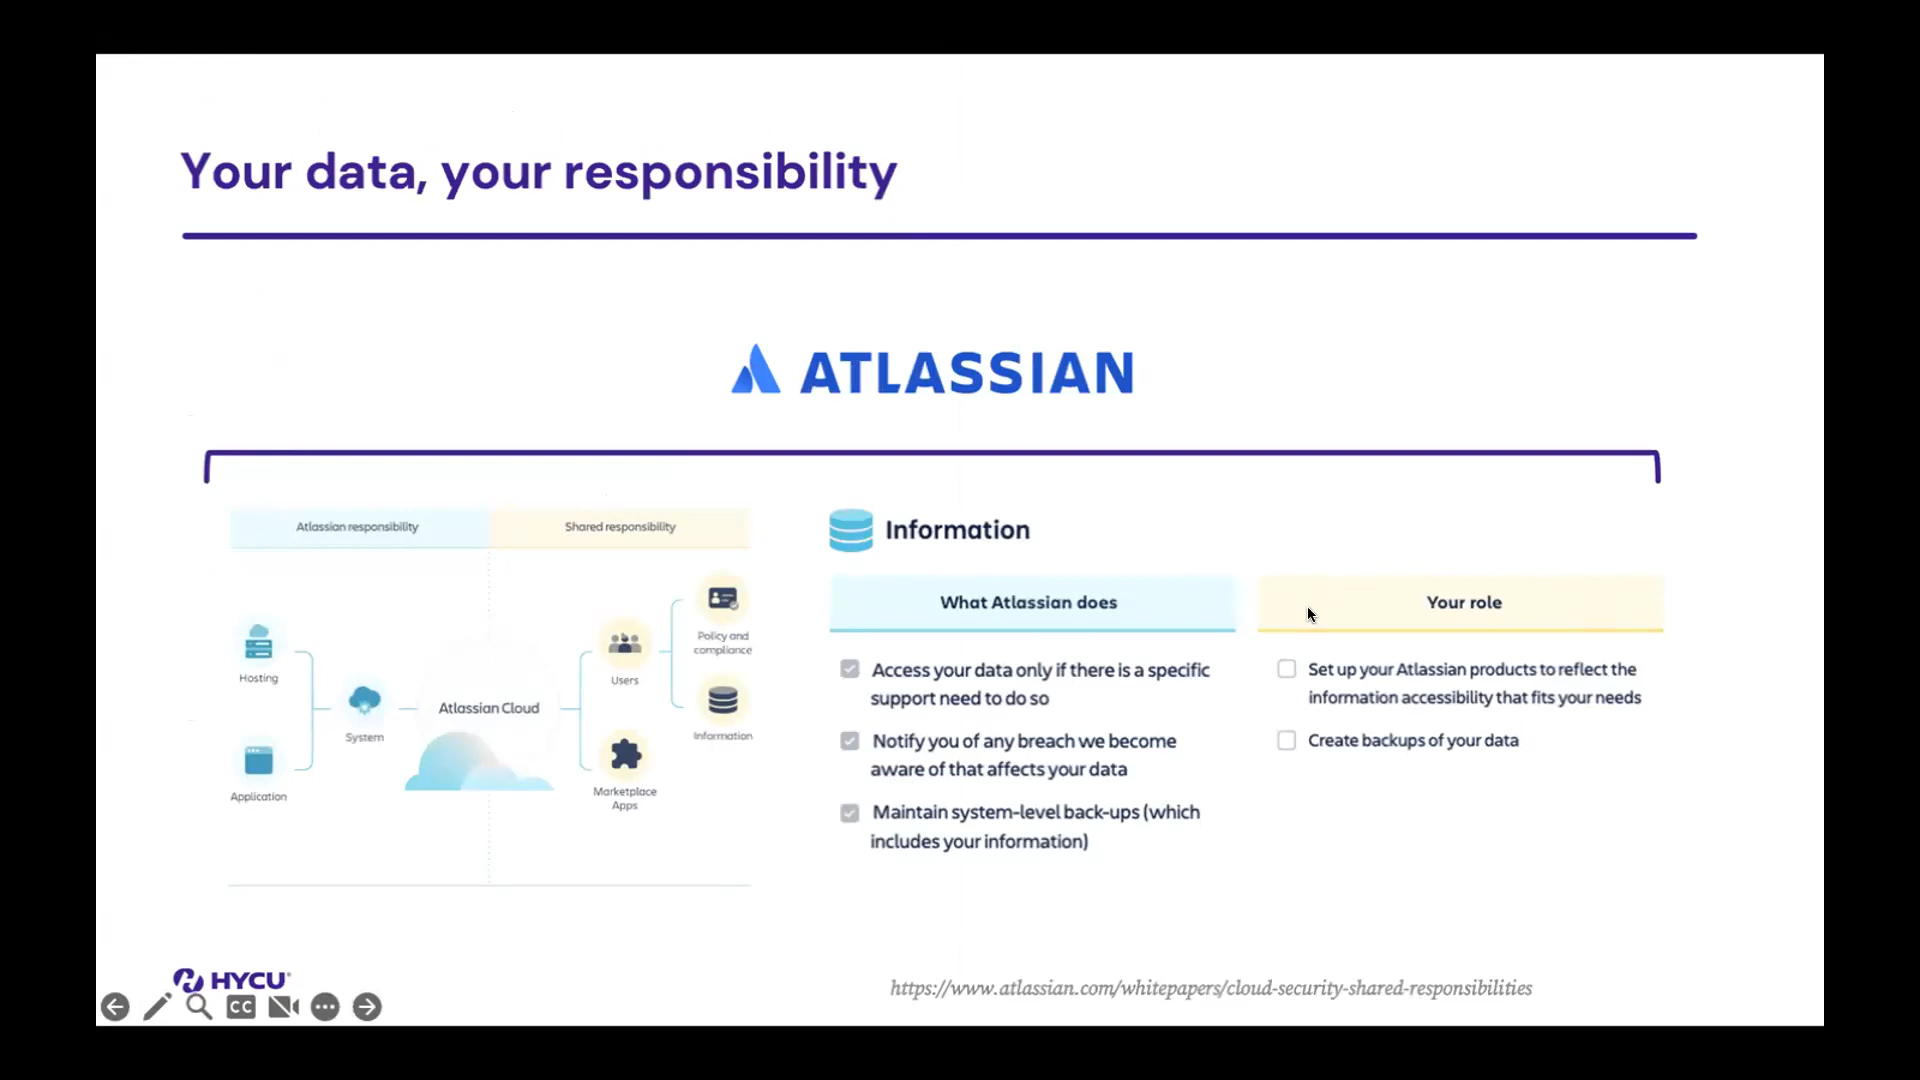 Your data, your responsibility
ATLASSIAN
Atlassian responsibility
Shared responsibility
Hosting
Application
System
Atlassian Cloud
Users
Marketplace
Apps
Policy and
compliance
Information
Information
What Atlassian does
Access your data only if there is a specific
support need to do so
Notify you of any breach we become
aware of that affects your data
Maintain system-level back-ups (which
includes your information)
Your role
Set up your Atlassian products to reflect the
information accessibility that fits your needs
Create backups of your data
HYCU
CC
https://www.atlassian.com/whitepapers/cloud-security-shared-responsibilities